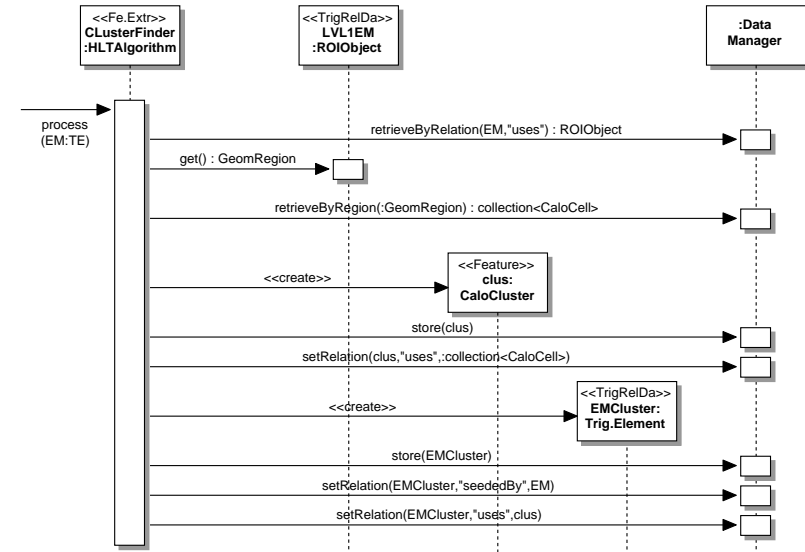 <<Fe.Extr>>
CLusterFinder
:HLTAlgorithm
<<TrigRelDa>>
LVL1EM
:ROIObject
:Data
Manager
process
(EM:TE)
retrieveByRelation(EM,"uses") : ROIObject
get() : GeomRegion
retrieveByRegion(:GeomRegion) : collection<CaloCell>
<<create>>
<<Feature>>
clus:
CaloCluster
store(clus)
setRelation(clus,"uses",:collection<CaloCell>)
<<create>>
<<TrigRelDa>>
EMCluster:
Trig.Element
store(EMCluster)
setRelation(EMCluster,"seededBy",EM)
setRelation(EMCluster,"uses",clus)